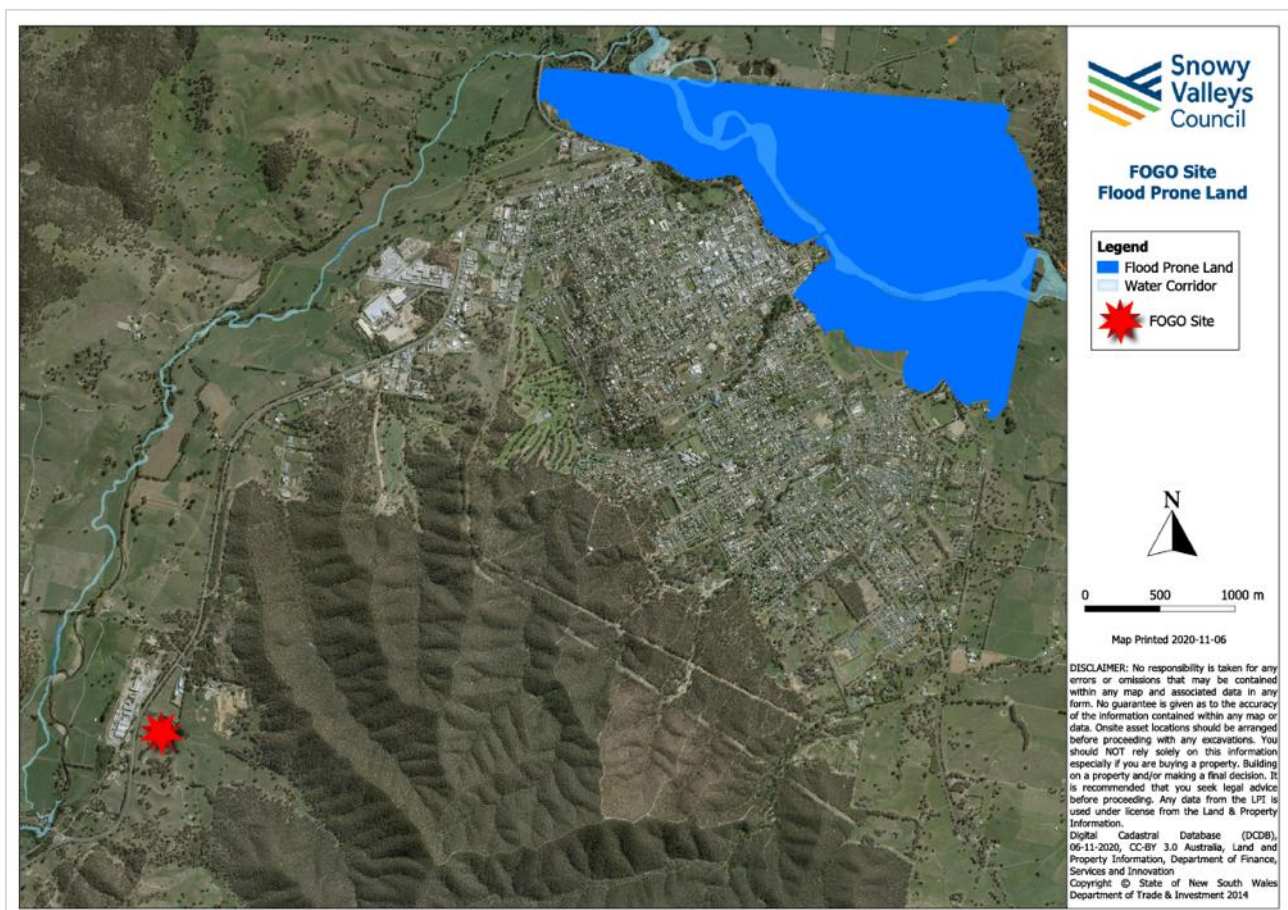 Snowy
Valleys
Council
FOGO Site
Flood Prone Land
Legend
Flood Prone Land
Water Corridor
FOGO Site
N
0 500 1000 m
Map Printed 2020-11-06
DISCLAIMER: No responsibility is taken for any
errors or omissions that may be contained
within any map and associated data in any
form. No guarantee is given as to the accuracy
of the information contained within any map or
data. Onsite asset locations should be arranged
before proceeding with any excavations. You
should NOT rely solely on this information
especially if you are buying a property. Building
on a property and/or making a final decision. It
is recommended that you seek legal advice
before proceeding. Any data from the LPI is
used under license from the Land & Property
Information.
Digital Cadastral Database (DCDB),
06-11-2020, CC-BY 3.0 Australia, Land and
Property Information, Department of Finance,
Services and Innovation
Copyright © State of New South Wales
Department of Trade & Investment 2014